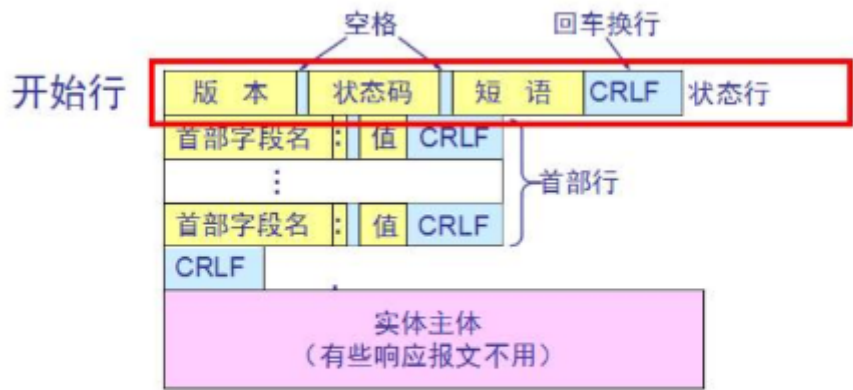 空格 回车换行
开始行 版 本 状态码 短 语 CRLF 状态行
首部字段名 : 值 CRLF
⋮ 首部行
首部字段名 : 值 CRLF
CRLF
实体主体
（有些响应报文不用）